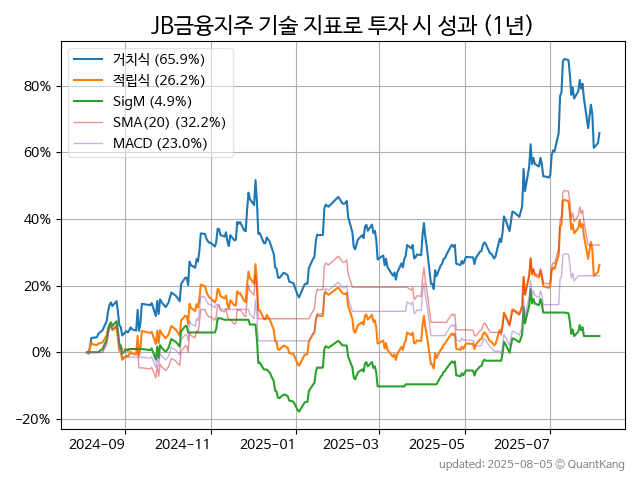 JB금융지주 기술 지표로 투자 시 성과 (1년)
거치식 (65.9%)
적립식 (26.2%)
SigM (4.9%)
SMA(20) (32.2%)
MACD (23.0%)
80%
60%
40%
20%
0%
−20%
2024-09
2024-11
2025-01
2025-03
2025-05
2025-07
updated: 2025-08-05 © QuantKang